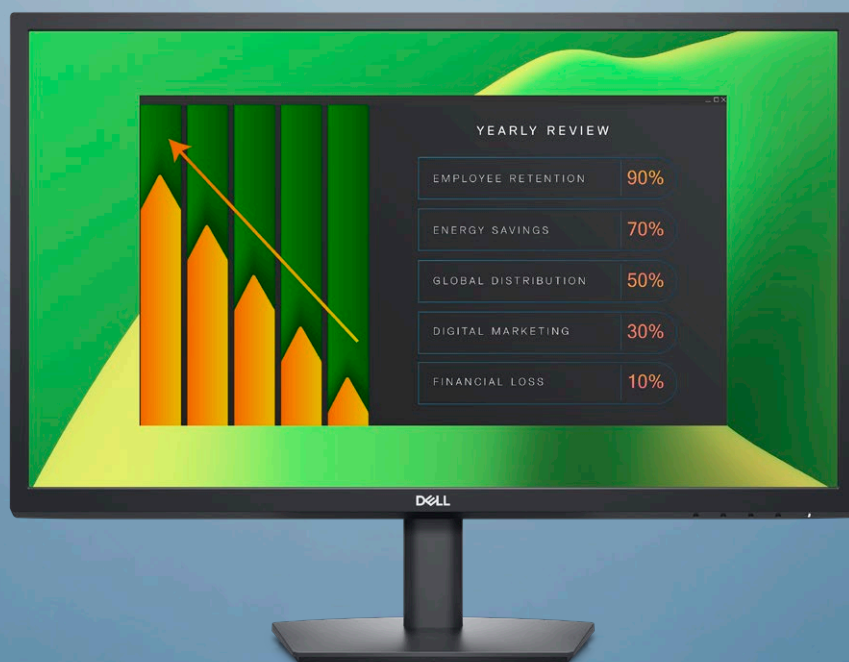 YEARLY REVIEW
EMPLOYEE RETENTION 90%
ENERGY SAVINGS 70%
GLOBAL DISTRIBUTION 50%
DIGITAL MARKETING 30%
FINANCIAL LOSS 10%
DELL